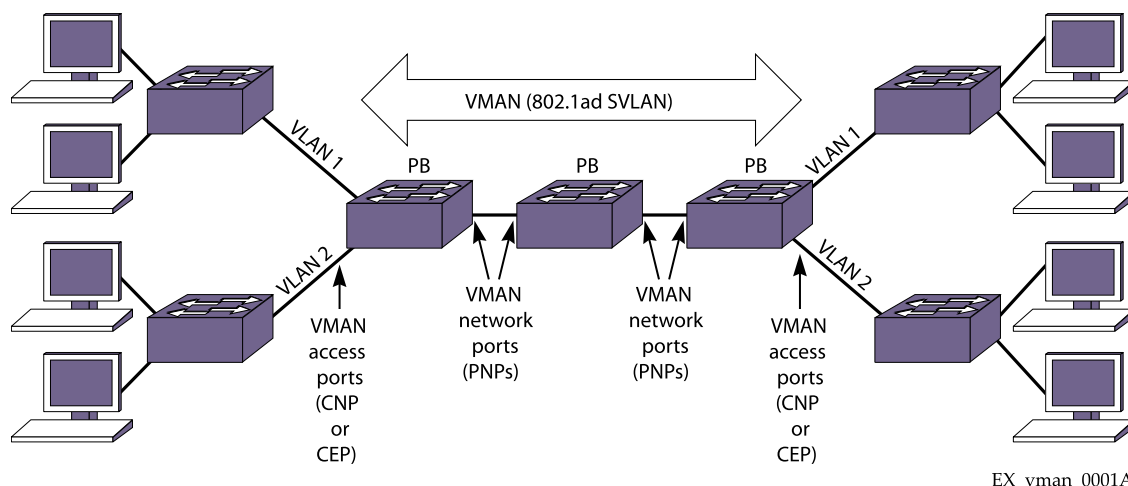 VMAN (802.1ad SVLAN)
VLAN 1
VLAN 1
PB
PB
PB
VLAN 2
VLAN 2
VMAN
access
ports
(CNP
or
CEP)
VMAN
network
ports
(PNPs)
VMAN
network
ports
(PNPs)
VMAN
access
ports
(CNP
or
CEP)
EX_vman_0001A